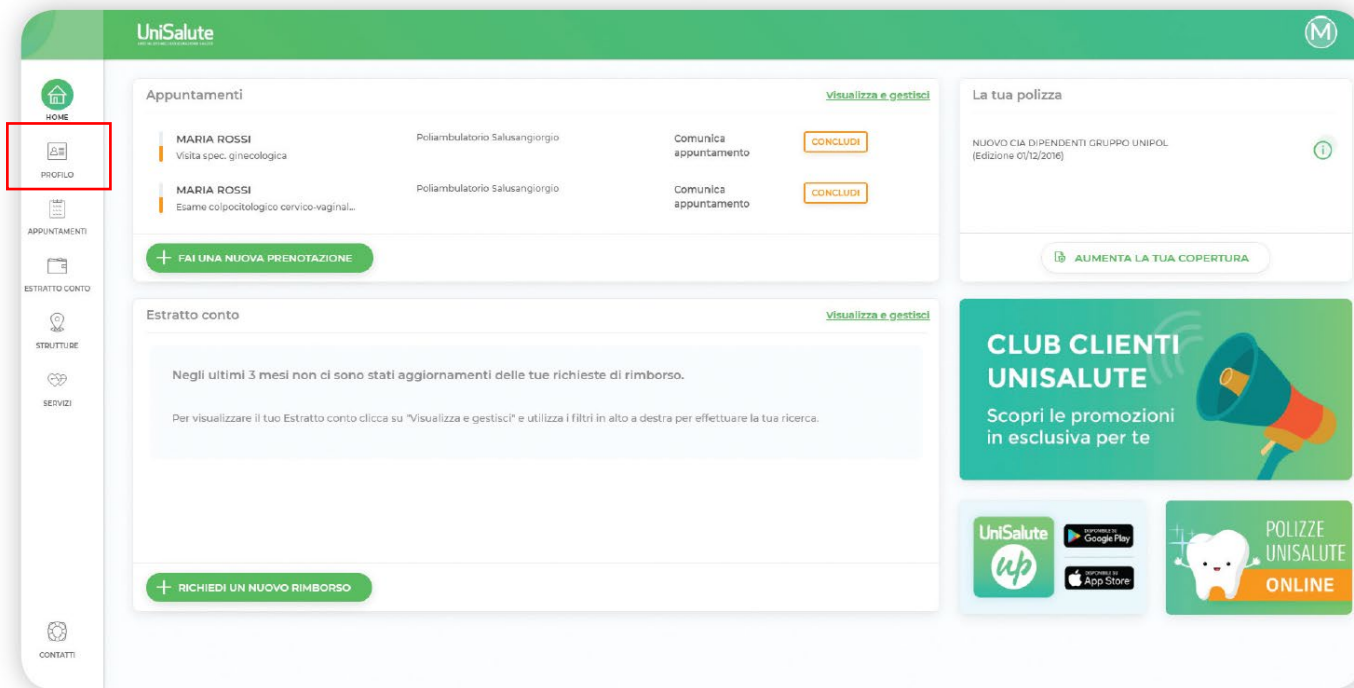 UniSalute
M
HOME
PROFILO
APPUNTAMENTI
ESTRATTO CONTO
STRUTTURE
SERVIZI
CONTATTI
Appuntamenti
Visualizza e gestisci
MARIA ROSSI
Visita spec. ginecologica
Poliambulatorio Salusangiorgio
Comunica
appuntamento
CONCLUDI
MARIA ROSSI
Esame colpocitologico cervico-vaginal...
Poliambulatorio Salusangiorgio
Comunica
appuntamento
CONCLUDI
FAI UNA NUOVA PRENOTAZIONE
La tua polizza
NUOVO CIA DIPENDENTI GRUPPO UNIPOL
(Edizione 01/12/2016)
AUMENTA LA TUA COPERTURA
Estratto conto
Visualizza e gestisci
Negli ultimi 3 mesi non ci sono stati aggiornamenti delle tue richieste di rimborso.
Per visualizzare il tuo Estratto conto clicca su "Visualizza e gestisci" e utilizza i filtri in alto a destra per effettuare la tua ricerca.
RICHIEDI UN NUOVO RIMBORSO
CLUB CLIENTI
UNISALUTE
Scopri le promozioni
in esclusiva per te
UniSalute
up
DISPONIBILE SU
Google Play
DISPONIBILE SU
App Store
POLIZZE
UNISALUTE
ONLINE